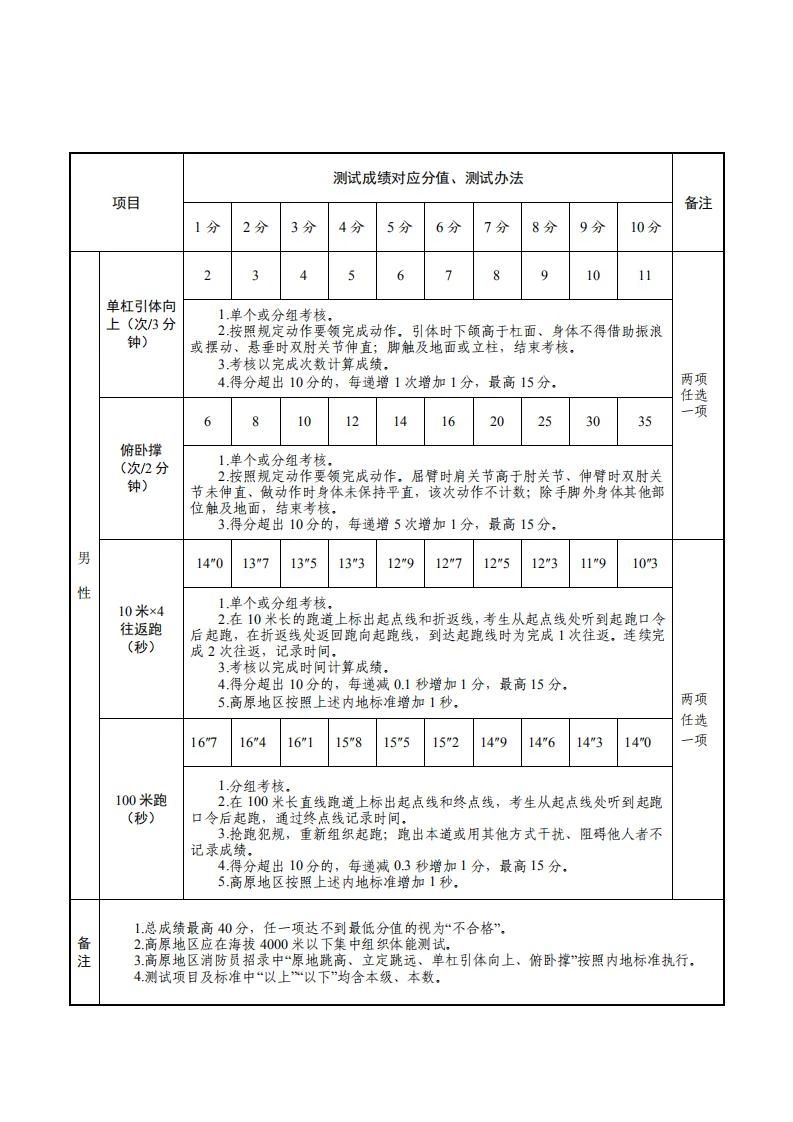 项目
测试成绩对应分值、测试办法
备注
1 分 2 分 3 分 4 分 5 分 6 分 7 分 8 分 9 分 10 分
男
性
单杠引体向
上（次/3 分
钟）
2 3 4 5 6 7 8 9 10 11
1.单个或分组考核。
2.按照规定动作要领完成动作。引体时下颌高于杠面、身体不得借助振浪
或摆动、悬垂时双肘关节伸直；脚触及地面或立柱，结束考核。
3.考核以完成次数计算成绩。
4.得分超出 10 分的，每递增 1 次增加 1 分，最高 15 分。
两项
任选
一项
俯卧撑
（次/2 分
钟）
6 8 10 12 14 16 20 25 30 35
1.单个或分组考核。
2.按照规定动作要领完成动作。屈臂时肩关节高于肘关节、伸臂时双肘关
节未伸直、做动作时身体未保持平直，该次动作不计数；除手脚外身体其他部
位触及地面，结束考核。
3.得分超出 10 分的，每递增 5 次增加 1 分，最高 15 分。
10 米×4
往返跑
（秒）
14″0 13″7 13″5 13″3 12″9 12″7 12″5 12″3 11″9 10″3
1.单个或分组考核。
2.在 10 米长的跑道上标出起点线和折返线，考生从起点线处听到起跑口令
后起跑，在折返线处返回跑向起跑线，到达起跑线时为完成 1 次往返。连续完
成 2 次往返，记录时间。
3.考核以完成时间计算成绩。
4.得分超出 10 分的，每递减 0.1 秒增加 1 分，最高 15 分。
5.高原地区按照上述内地标准增加 1 秒。
两项
任选
一项
100 米跑
（秒）
16″7 16″4 16″1 15″8 15″5 15″2 14″9 14″6 14″3 14″0
1.分组考核。
2.在 100 米长直线跑道上标出起点线和终点线，考生从起点线处听到起跑
口令后起跑，通过终点线记录时间。
3.抢跑犯规，重新组织起跑；跑出本道或用其他方式干扰、阻碍他人者不
记录成绩。
4.得分超出 10 分的，每递减 0.3 秒增加 1 分，最高 15 分。
5.高原地区按照上述内地标准增加 1 秒。
备
注
1.总成绩最高 40 分，任一项达不到最低分值的视为“不合格”。
2.高原地区应在海拔 4000 米以下集中组织体能测试。
3.高原地区消防员招录中“原地跳高、立定跳远、单杠引体向上、俯卧撑”按照内地标准执行。
4.测试项目及标准中“以上”“以下”均含本级、本数。